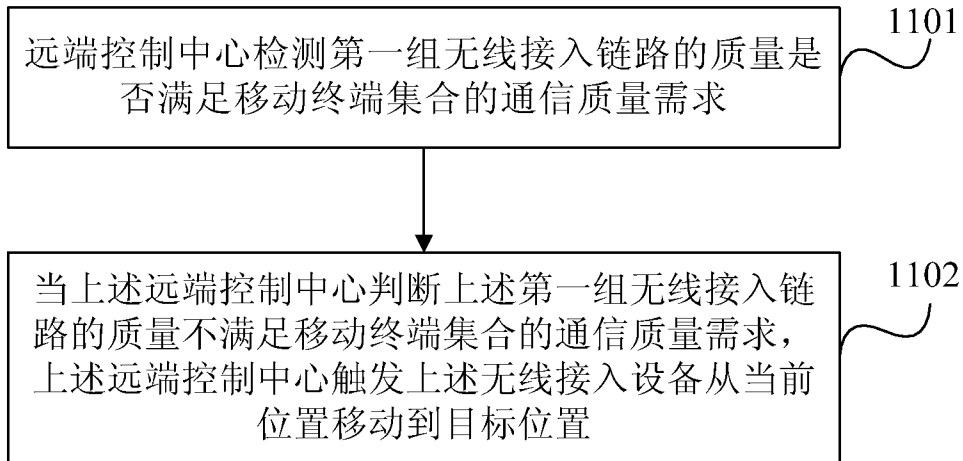 远端控制中心检测第一组无线接入链路的质量是
否满足移动终端集合的通信质量需求
1101
当上述远端控制中心判断上述第一组无线接入链
路的质量不满足移动终端集合的通信质量需求，
上述远端控制中心触发上述无线接入设备从当前
位置移动到目标位置
1102